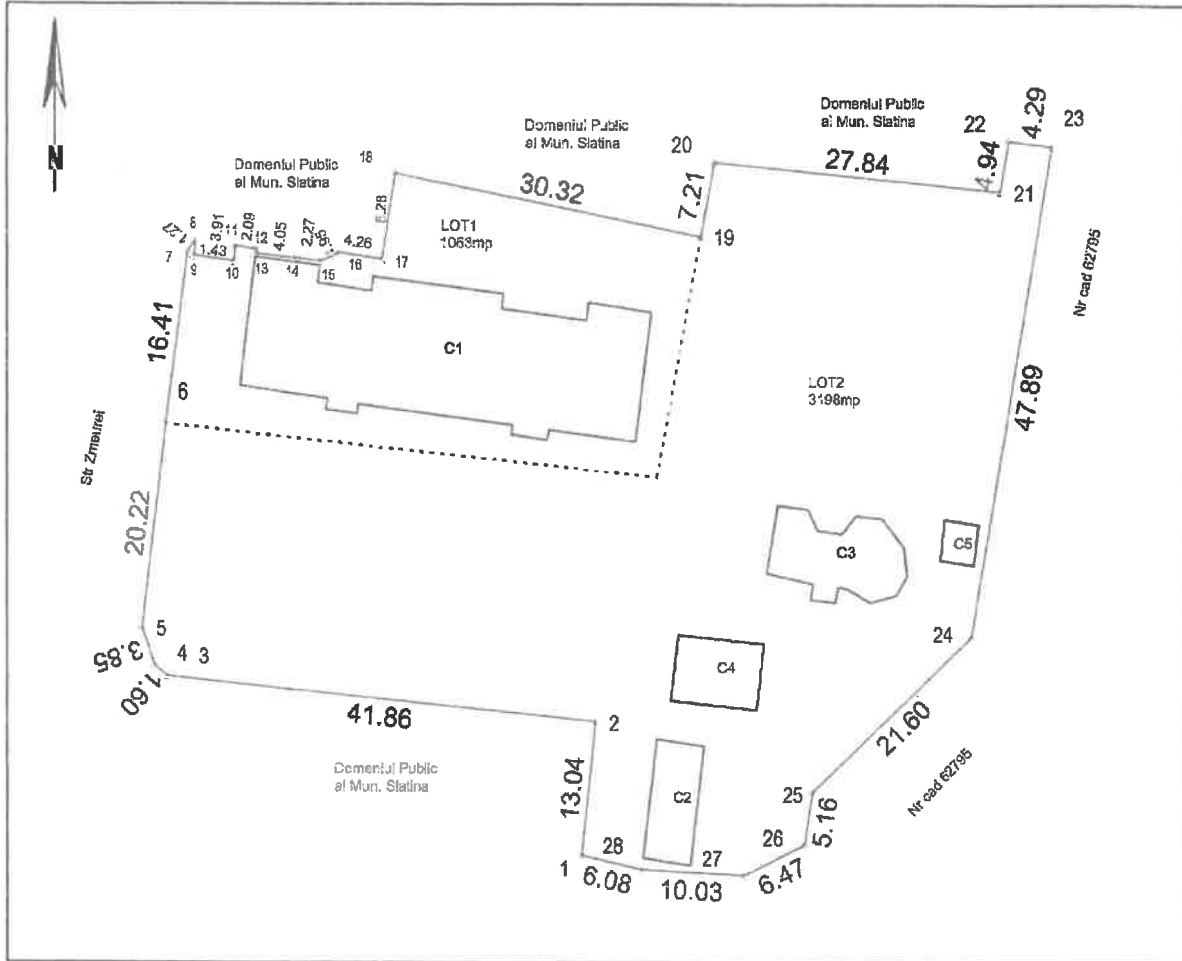 N
Domeniul Public
al Mun. Slatina
Domeniul Public
al Mun. Slatina
Domeniul Public
al Mun. Slatina
18
20
22
4.29
23
30.32
27.84
4.94
21
7.21
19
8
7
9
3.91
1.43
10
2.09
12
13
4.05
14
2.27
15
4.26
16
17
LOT1
1063mp
C1
16.41
6
Str Zmeurei
20.22
5
3.85
4
3
1.60
41.86
2
Domeniul Public
al Mun. Slatina
13.04
1
28
6.08
10.03
27
6.47
26
5.16
25
21.60
24
Nr cad 62795
47.89
Nr cad 62795
LOT2
3198mp
C3
C5
C4
C2